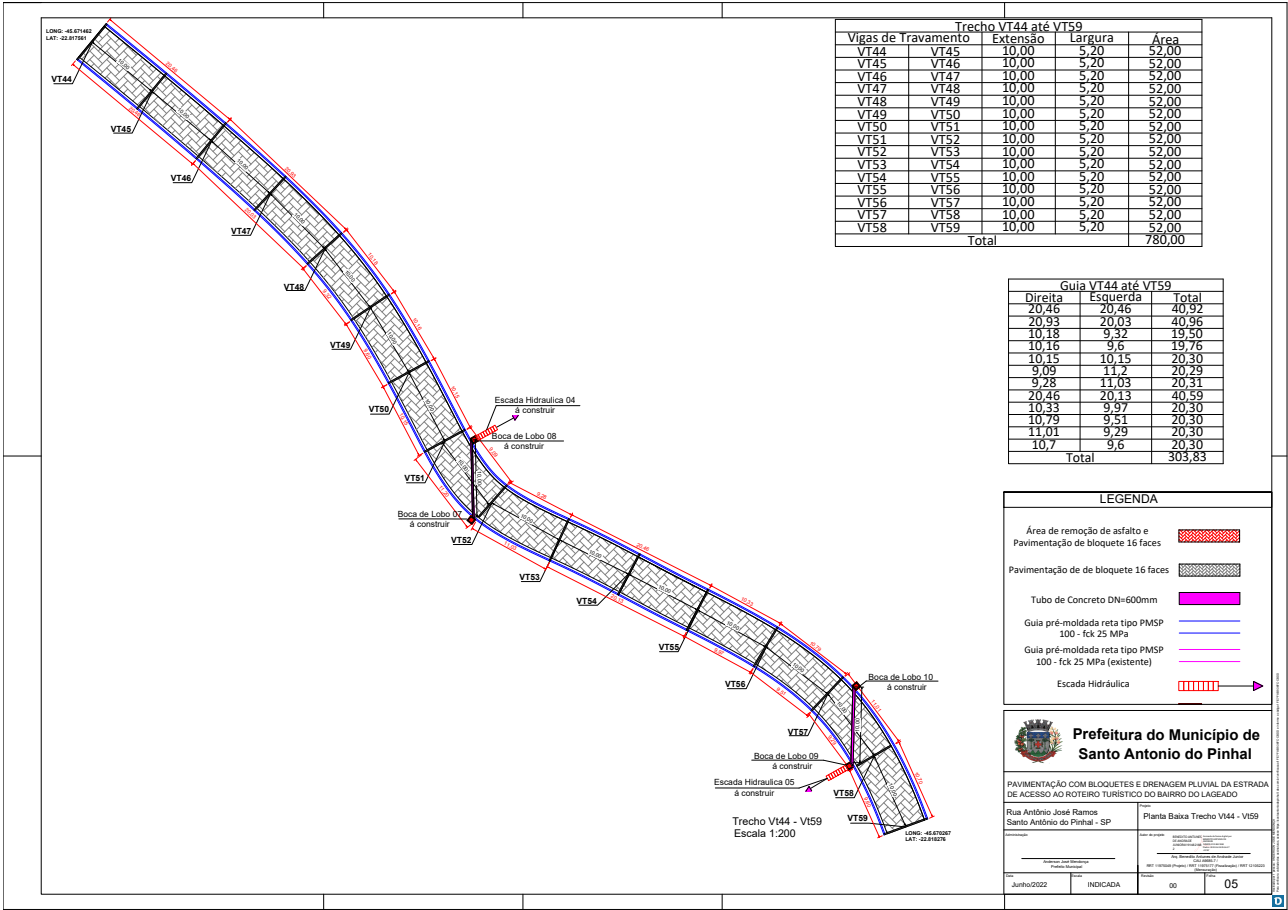 LONG: -45.671462
LAT: -22.817561
VT44
VT45
VT46
VT47
VT48
VT49
VT50
VT51
VT52
VT53
VT54
VT55
VT56
VT57
VT58
VT59
Escada Hidraulica 04
á construir
Boca de Lobo 08
á construir
Boca de Lobo 07
á construir
Boca de Lobo 10
á construir
Boca de Lobo 09
á construir
Escada Hidraulica 05
á construir
Trecho Vt44 - Vt59
Escala 1:200
LONG: -45.670267
LAT: -22.818276
Trecho VT44 até VT59
Vigas de Travamento Extensão Largura Área
VT44 VT45 10,00 5,20 52,00
VT45 VT46 10,00 5,20 52,00
VT46 VT47 10,00 5,20 52,00
VT47 VT48 10,00 5,20 52,00
VT48 VT49 10,00 5,20 52,00
VT49 VT50 10,00 5,20 52,00
VT50 VT51 10,00 5,20 52,00
VT51 VT52 10,00 5,20 52,00
VT52 VT53 10,00 5,20 52,00
VT53 VT54 10,00 5,20 52,00
VT54 VT55 10,00 5,20 52,00
VT55 VT56 10,00 5,20 52,00
VT56 VT57 10,00 5,20 52,00
VT57 VT58 10,00 5,20 52,00
VT58 VT59 10,00 5,20 52,00
Total 780,00
Guia VT44 até VT59
Direita Esquerda Total
20,46 20,46 40,92
20,93 20,03 40,96
10,18 9,32 19,50
10,16 9,6 19,76
10,15 10,15 20,30
9,09 11,2 20,29
9,28 11,03 20,31
20,46 20,13 40,59
10,33 9,97 20,30
10,79 9,51 20,30
11,01 9,29 20,30
10,7 9,6 20,30
Total 303,83
LEGENDA
Área de remoção de asfalto e
Pavimentação de bloquete 16 faces
Pavimentação de de bloquete 16 faces
Tubo de Concreto DN=600mm
Guia pré-moldada reta tipo PMSP
100 - fck 25 MPa
Guia pré-moldada reta tipo PMSP
100 - fck 25 MPa (existente)
Escada Hidráulica
Prefeitura do Município de
Santo Antonio do Pinhal
PAVIMENTAÇÃO COM BLOQUETES E DRENAGEM PLUVIAL DA ESTRADA
DE ACESSO AO ROTEIRO TURÍSTICO DO BAIRRO DO LAGEADO
Rua Antônio José Ramos
Santo Antônio do Pinhal - SP
Projeto
Planta Baixa Trecho Vt44 - Vt59
Anderson José Mendonça
Prefeito Municipal
Autor do projeto
Data
Junho/2022
Escala
INDICADA
Revisão
00
Folha
05